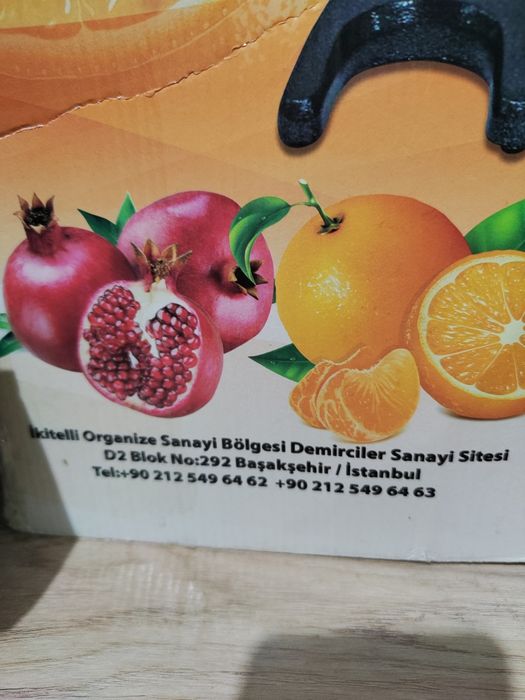 İkitelli Organize Sanayi Bölgesi Demirciler Sanayi Sitesi
D2 Blok No:292 Başakşehir / İstanbul
Tel:+90 212 549 64 62 +90 212 549 64 63